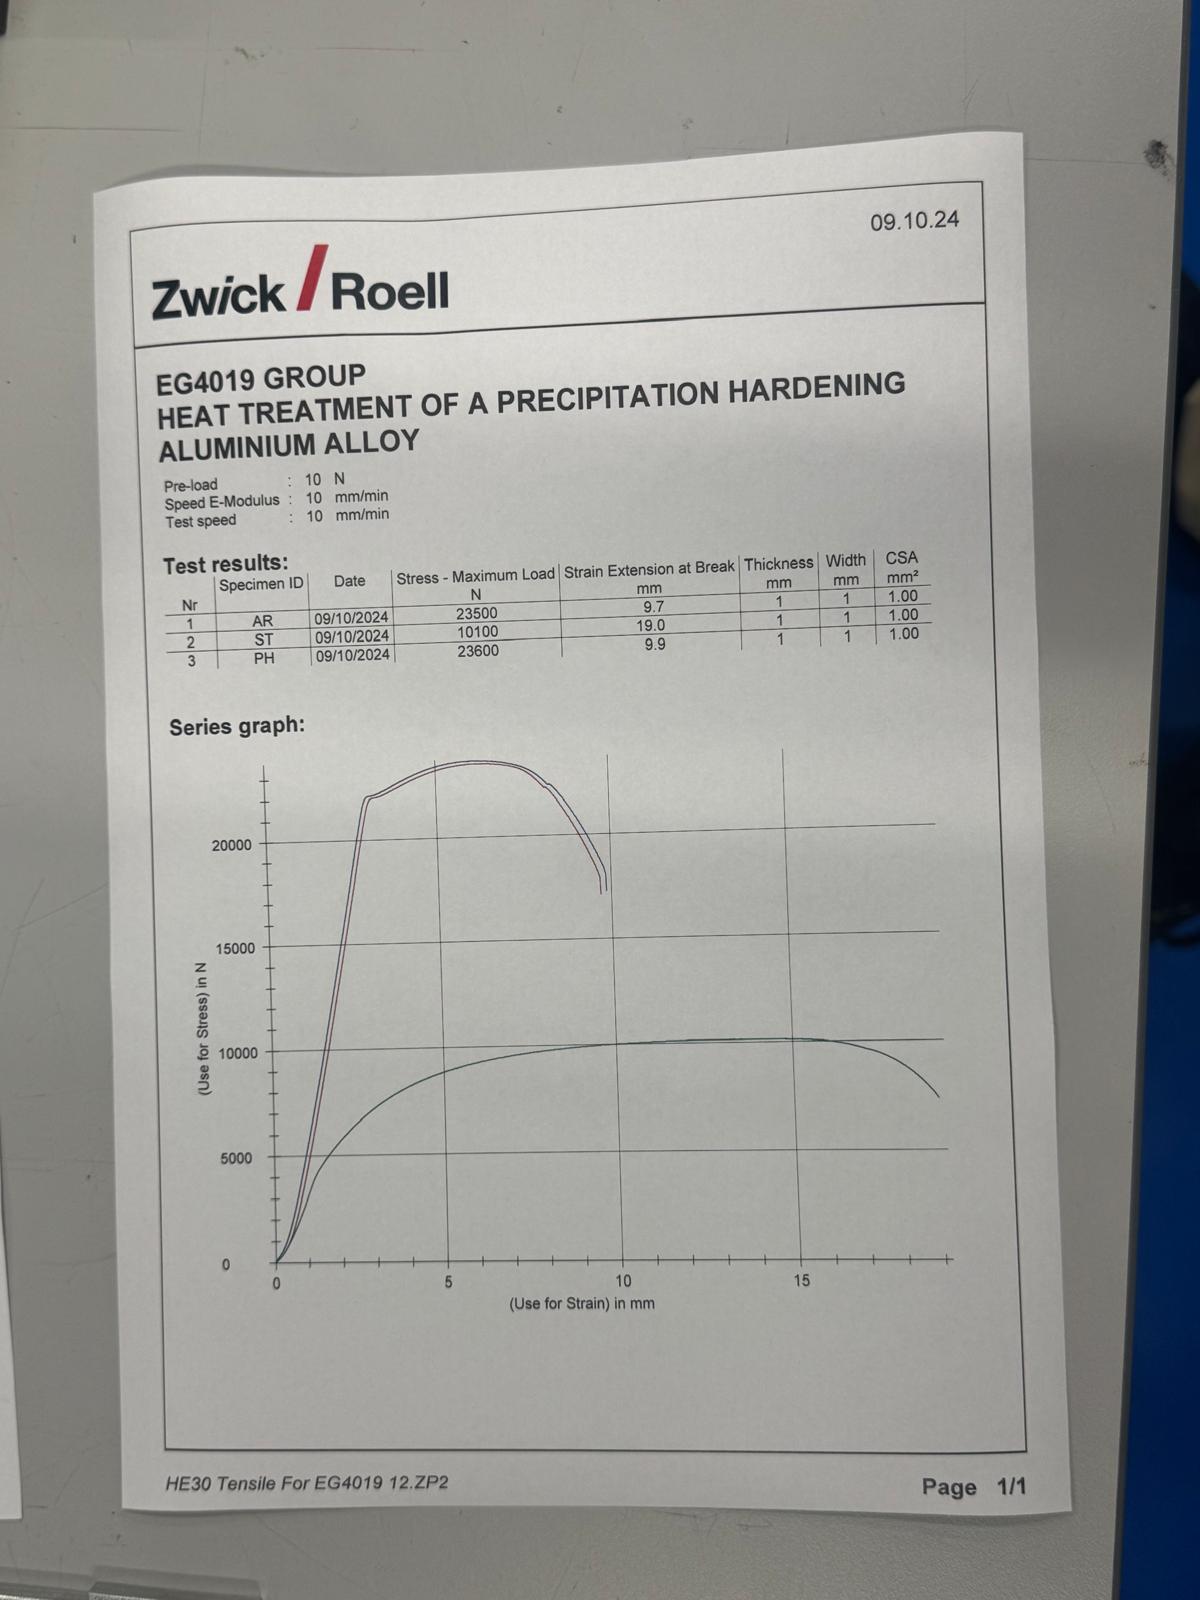 09.10.24
Zwick / Roell
EG4019 GROUP
HEAT TREATMENT OF A PRECIPITATION HARDENING
ALUMINIUM ALLOY
Pre-load : 10 N
Speed E-Modulus : 10 mm/min
Test speed : 10 mm/min
Test results:
Nr Specimen ID Date Stress - Maximum Load Strain Extension at Break Thickness Width CSA
N mm mm mm mm²
1 AR 09/10/2024 23500 9.7 1 1 1.00
2 ST 09/10/2024 10100 19.0 1 1 1.00
3 PH 09/10/2024 23600 9.9 1 1 1.00
Series graph:
20000
15000
10000
5000
0
(Use for Stress) in N
0 5 10 15
(Use for Strain) in mm
HE30 Tensile For EG4019 12.ZP2
Page 1/1